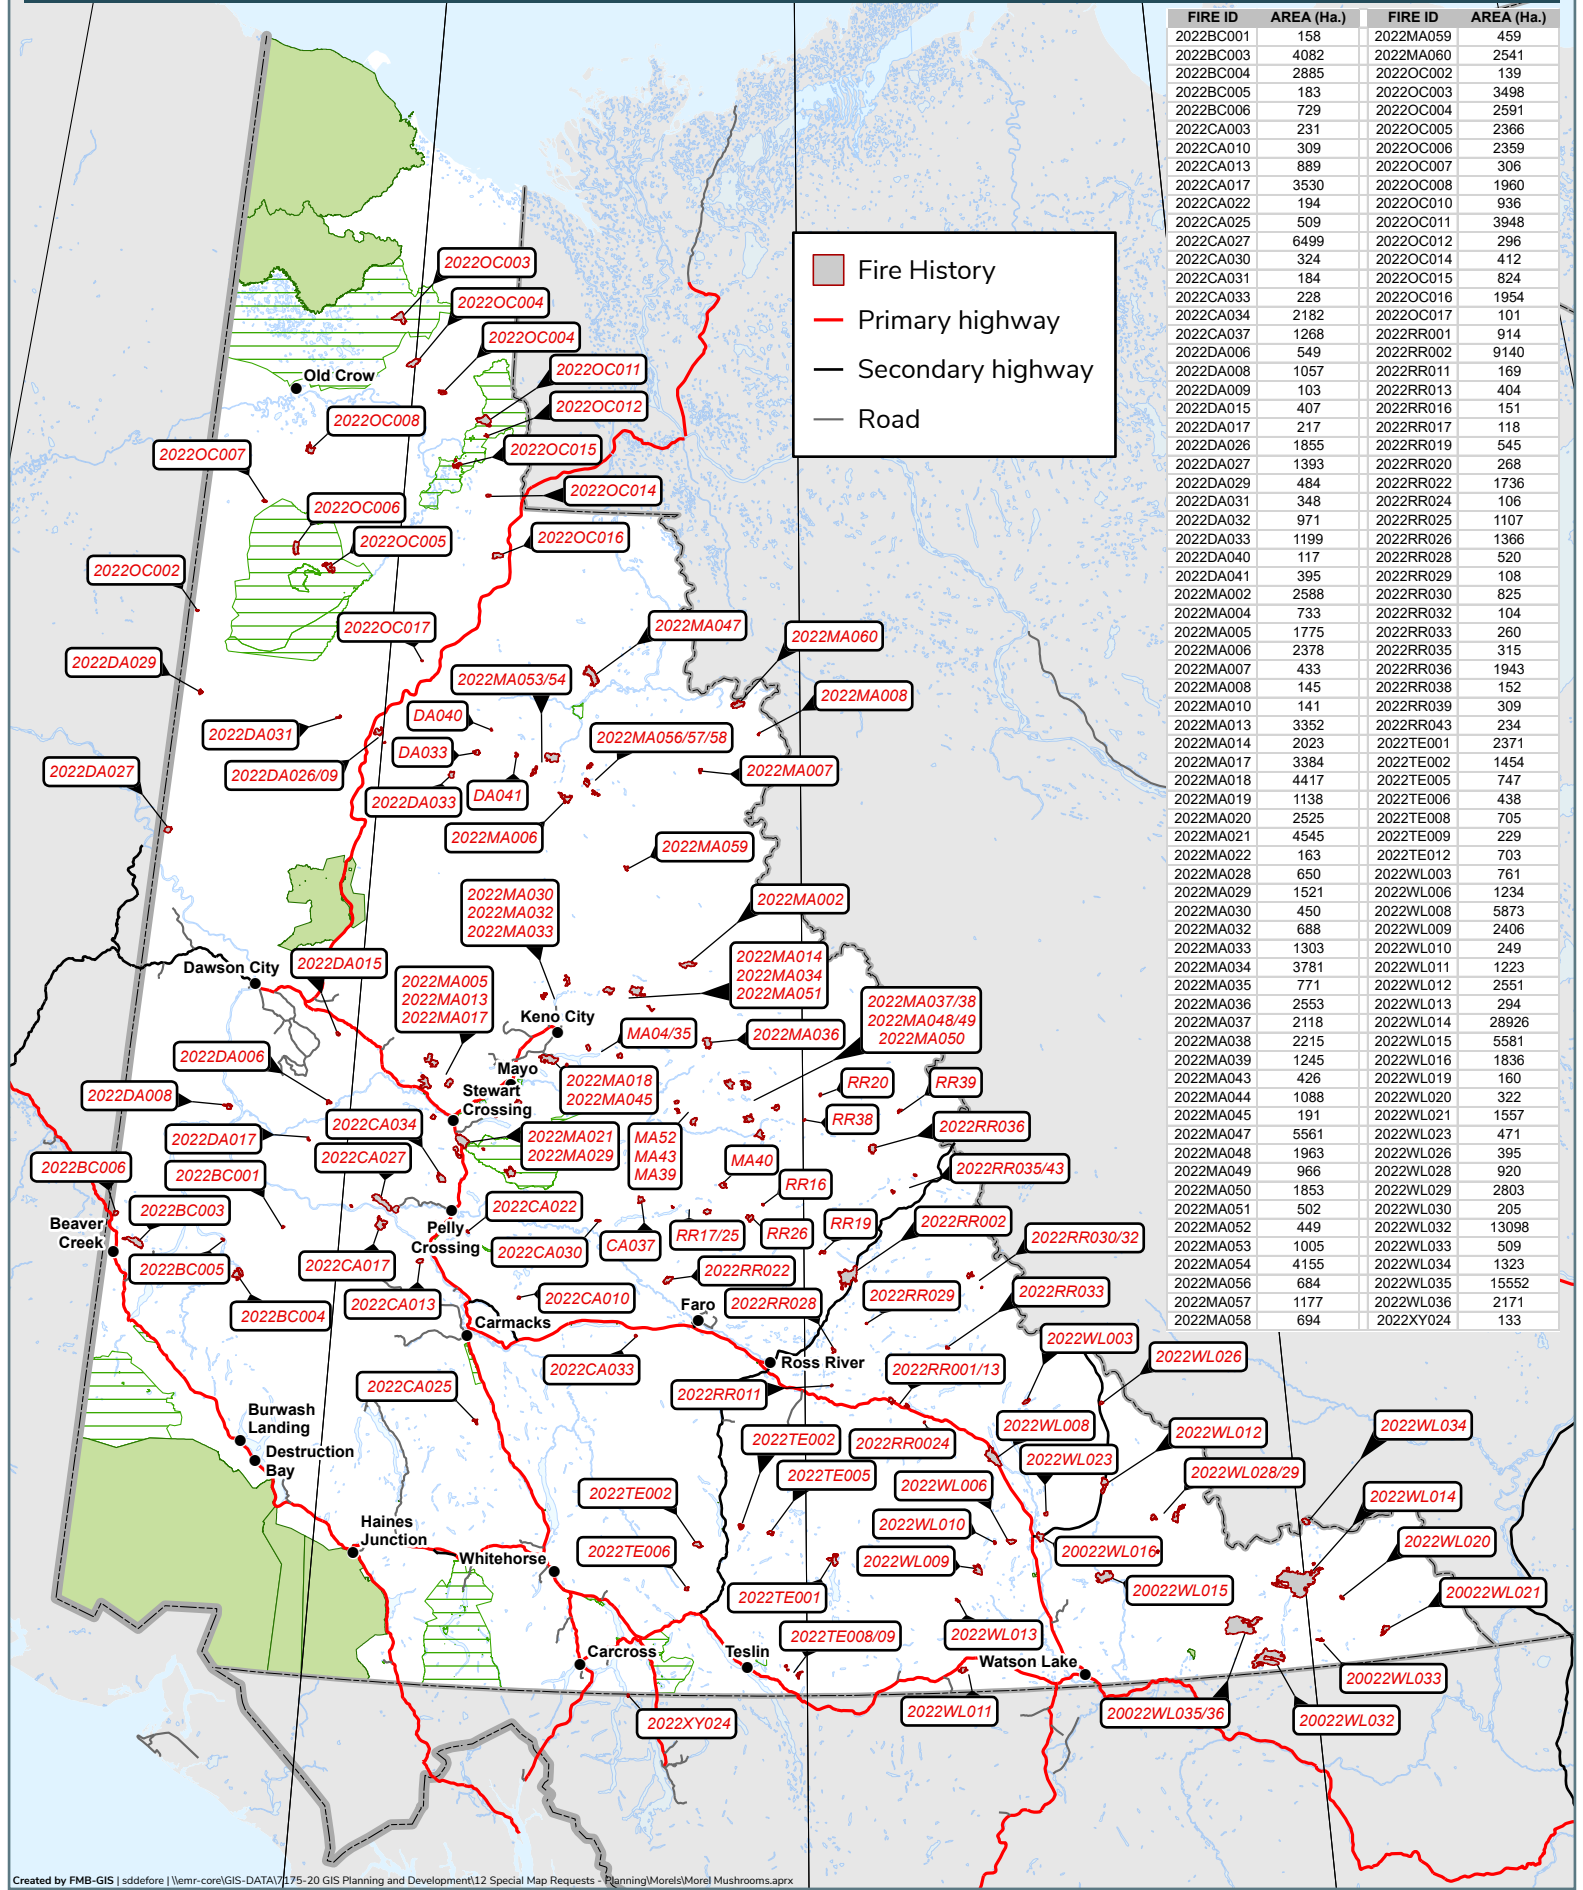 FIRE ID AREA (Ha.) FIRE ID AREA (Ha.)
2022BC001 158 2022MA059 459
2022BC003 4082 2022MA060 2541
2022BC004 2885 2022OC002 139
2022BC005 183 2022OC003 3498
2022BC006 729 2022OC004 2591
2022CA003 231 2022OC005 2366
2022CA010 309 2022OC006 2359
2022CA013 889 2022OC007 306
2022CA017 3530 2022OC008 1960
2022CA022 194 2022OC010 936
2022CA025 509 2022OC011 3948
2022CA027 6499 2022OC012 296
2022CA030 324 2022OC014 412
2022CA031 184 2022OC015 824
2022CA033 228 2022OC016 1954
2022CA034 2182 2022OC017 101
2022CA037 1268 2022RR001 914
2022DA006 549 2022RR002 9140
2022DA008 1057 2022RR011 169
2022DA009 103 2022RR013 404
2022DA015 407 2022RR016 151
2022DA017 217 2022RR017 118
2022DA026 1855 2022RR019 545
2022DA027 1393 2022RR020 268
2022DA029 484 2022RR022 1736
2022DA031 348 2022RR024 106
2022DA032 971 2022RR025 1107
2022DA033 1199 2022RR026 1366
2022DA040 117 2022RR028 520
2022DA041 395 2022RR029 108
2022MA002 2588 2022RR030 825
2022MA004 733 2022RR032 104
2022MA005 1775 2022RR033 260
2022MA006 2378 2022RR035 315
2022MA007 433 2022RR036 1943
2022MA008 145 2022RR038 152
2022MA010 141 2022RR039 309
2022MA013 3352 2022RR043 234
2022MA014 2023 2022TE001 2371
2022MA017 3384 2022TE002 1454
2022MA018 4417 2022TE005 747
2022MA019 1138 2022TE006 438
2022MA020 2525 2022TE008 705
2022MA021 4545 2022TE009 229
2022MA022 163 2022TE012 703
2022MA028 650 2022WL003 761
2022MA029 1521 2022WL006 1234
2022MA030 450 2022WL008 5873
2022MA032 688 2022WL009 2406
2022MA033 1303 2022WL010 249
2022MA034 3781 2022WL011 1223
2022MA035 771 2022WL012 2551
2022MA036 2553 2022WL013 294
2022MA037 2118 2022WL014 28926
2022MA038 2215 2022WL015 5581
2022MA039 1245 2022WL016 1836
2022MA043 426 2022WL019 160
2022MA044 1088 2022WL020 322
2022MA045 191 2022WL021 1557
2022MA047 5561 2022WL023 471
2022MA048 1963 2022WL026 395
2022MA049 966 2022WL028 920
2022MA050 1853 2022WL029 2803
2022MA051 502 2022WL030 205
2022MA052 449 2022WL032 13098
2022MA053 1005 2022WL033 509
2022MA054 4155 2022WL034 1323
2022MA056 684 2022WL035 15552
2022MA057 1177 2022WL036 2171
2022MA058 694 2022XY024 133
Fire History
Primary highway
Secondary highway
Road
2022OC003
2022OC004
2022OC004
2022OC011
Old Crow
2022OC012
2022OC008
2022OC015
2022OC007
2022OC014
2022OC006
2022OC016
2022OC005
2022OC002
2022OC017
2022MA047
2022MA060
2022DA029
2022MA053/54
2022MA008
DA040
2022DA031
2022MA056/57/58
DA033
2022DA027
2022DA026/09
2022MA007
DA041
2022DA033
2022MA006
2022MA059
2022MA030
2022MA032
2022MA033
2022MA002
Dawson City
2022DA015
2022MA014
2022MA034
2022MA051
2022MA005
2022MA013
2022MA017
2022MA037/38
2022MA048/49
2022MA050
Keno City
MA04/35
2022MA036
2022DA006
Mayo
2022MA018
2022MA045
RR20
RR39
Stewart
Crossing
2022DA008
RR38
2022CA034
2022MA021
2022MA029
2022RR036
2022DA017
MA52
MA43
MA39
2022CA027
MA40
2022BC006
2022RR035/43
2022BC001
RR16
2022CA022
2022BC003
RR19
2022RR002
Beaver
Creek
Pelly
Crossing
RR17/25
RR26
2022RR030/32
CA037
2022CA030
2022BC005
2022CA017
2022RR022
2022RR033
2022CA010
2022RR029
2022CA013
2022RR028
Faro
2022BC004
Carmacks
2022WL003
2022WL026
Ross River
2022CA033
2022RR001/13
2022CA025
2022RR011
Burwash
Landing
2022WL008
2022WL034
2022WL012
2022TE002
2022RR0024
Destruction
Bay
2022WL023
2022WL028/29
2022TE005
2022WL006
2022TE002
2022WL014
2022WL010
Haines
Junction
2022WL020
2022TE006
20022WL016
Whitehorse
2022WL009
20022WL015
20022WL021
2022TE001
2022WL013
2022TE008/09
Carcross
Teslin
Watson Lake
20022WL033
2022WL011
20022WL035/36
20022WL032
2022XY024
Created by FMB-GIS | sddefore | \\emr-core\GIS-DATA\7175-20 GIS Planning and Development\12 Special Map Requests - Planning\Morels\Morel Mushrooms.aprx